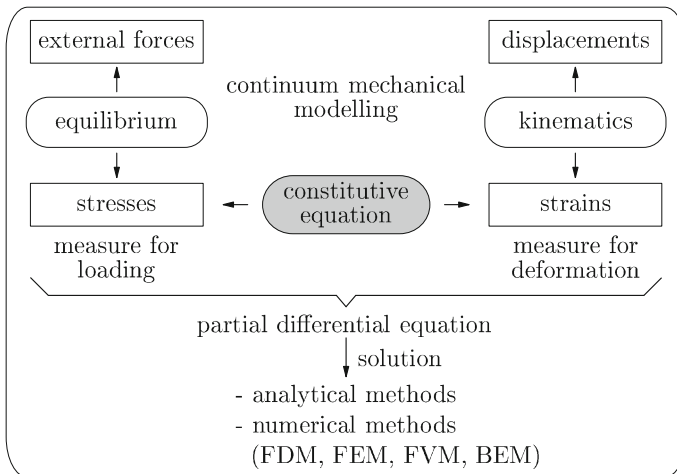 external forces
displacements
continuum mechanical
modelling
equilibrium
kinematics
constitutive
equation
stresses
strains
measure for
loading
measure for
deformation
partial differential equation
solution
- analytical methods
- numerical methods
(FDM, FEM, FVM, BEM)